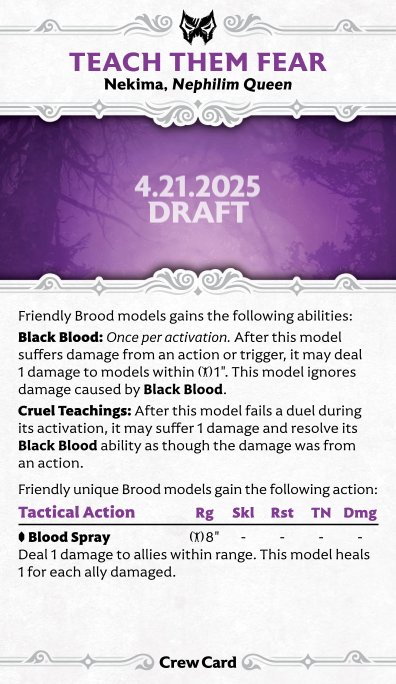 TEACH THEM FEAR
Nekima, Nephilim Queen
4.21.2025
DRAFT
Friendly Brood models gains the following abilities:
Black Blood: Once per activation. After this model
suffers damage from an action or trigger, it may deal
1 damage to models within 1". This model ignores
damage caused by Black Blood.
Cruel Teachings: After this model fails a duel during
its activation, it may suffer 1 damage and resolve its
Black Blood ability as though the damage was from
an action.
Friendly unique Brood models gain the following action:
Tactical Action Rg Skl Rst TN Dmg
Blood Spray 8" - - - -
Deal 1 damage to allies within range. This model heals
1 for each ally damaged.
Crew Card